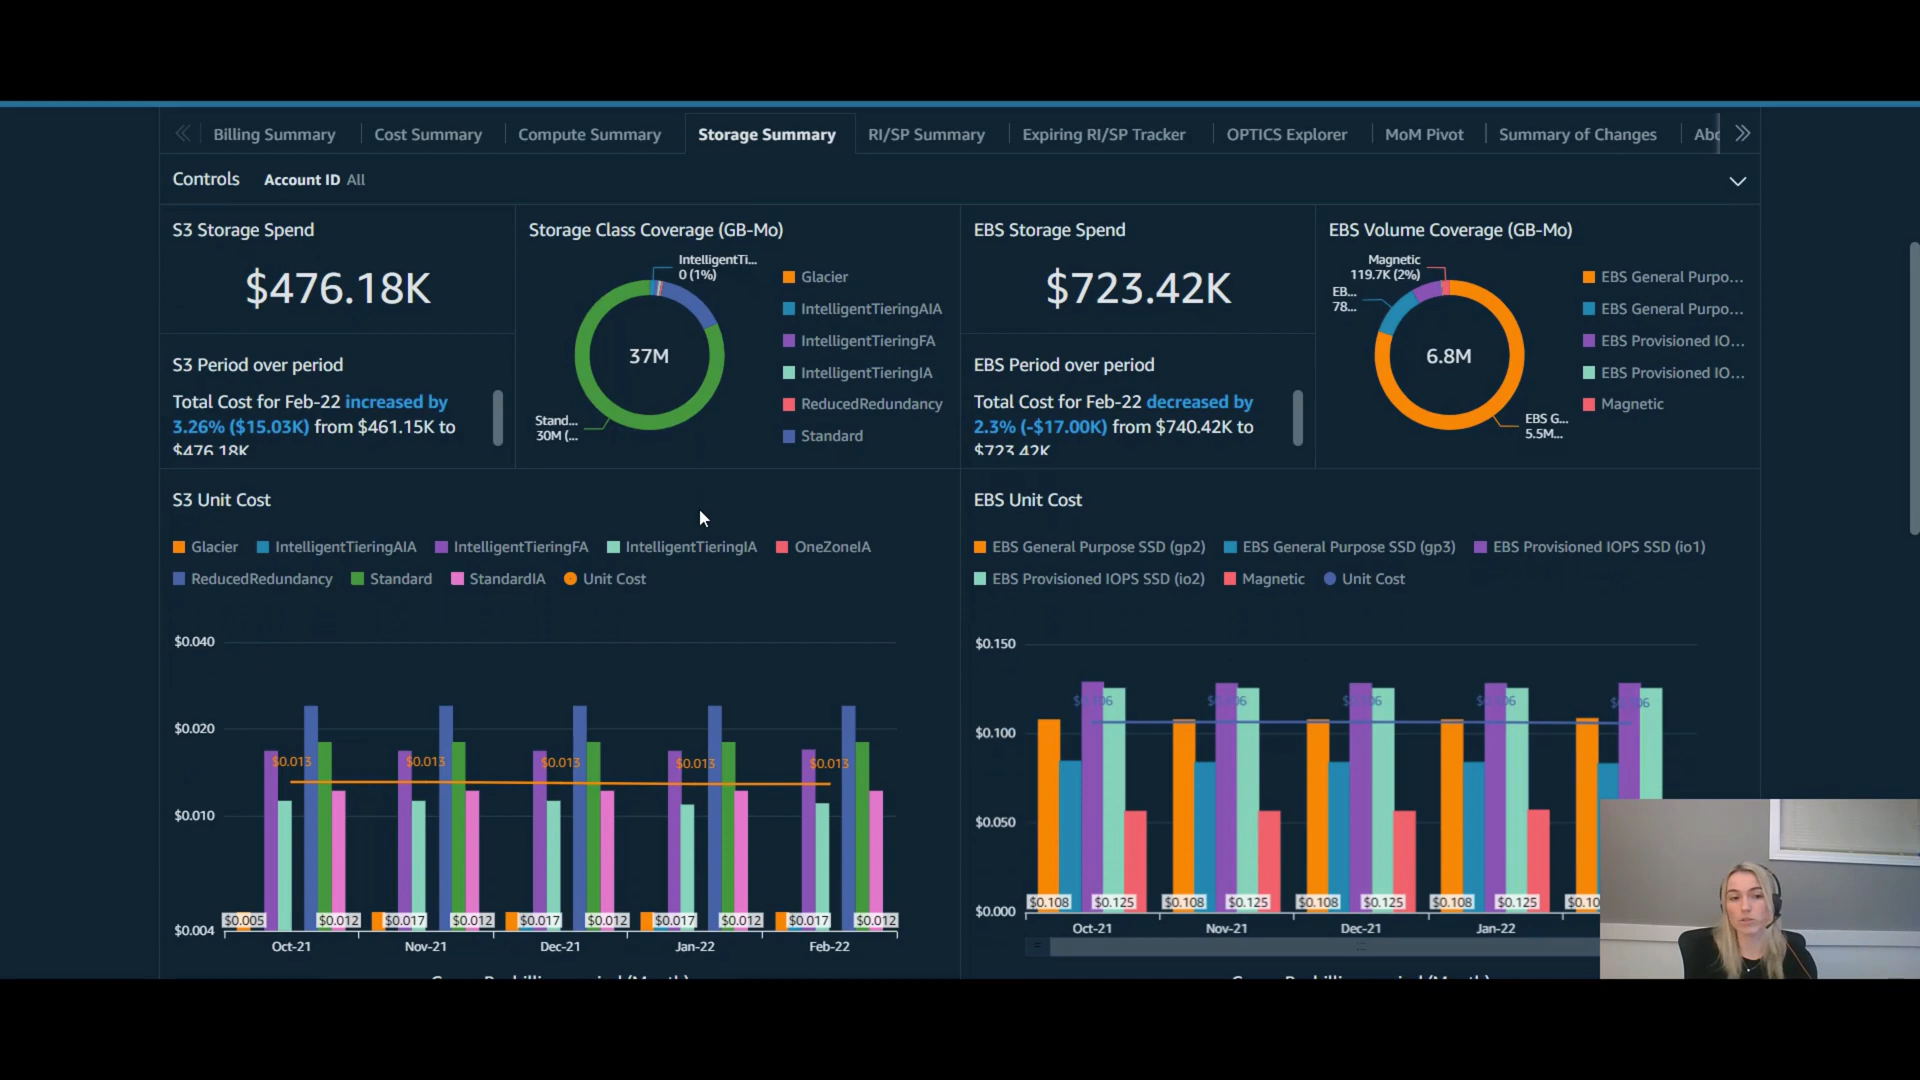 Billing Summary
Cost Summary
Compute Summary
Storage Summary
RI/SP Summary
Expiring RI/SP Tracker
OPTICS Explorer
MoM Pivot
Summary of Changes
Controls
Account ID All
S3 Storage Spend
$476.18K
S3 Period over period
Total Cost for Feb-22 increased by
3.26% ($15.03K) from $461.15K to
$476.18K
Storage Class Coverage (GB-Mo)
IntelligentTi...
0 (1%)
37M
Stand...
30M (...
Glacier
IntelligentTieringAIA
IntelligentTieringFA
IntelligentTieringIA
ReducedRedundancy
Standard
EBS Storage Spend
$723.42K
EBS Period over period
Total Cost for Feb-22 decreased by
2.3% (-$17.00K) from $740.42K to
$723.42K
EBS Volume Coverage (GB-Mo)
Magnetic
119.7K (2%)
EB...
78...
6.8M
EBS G...
5.5M...
EBS General Purpo...
EBS General Purpo...
EBS Provisioned IO...
EBS Provisioned IO...
Magnetic
S3 Unit Cost
Glacier IntelligentTieringAIA IntelligentTieringFA IntelligentTieringIA OneZoneIA
ReducedRedundancy Standard StandardIA Unit Cost
$0.040
$0.020
$0.013 $0.013 $0.013 $0.013 $0.013
$0.010
$0.005 $0.012 $0.017 $0.012 $0.017 $0.012 $0.017 $0.012 $0.017 $0.012
$0.004
Oct-21 Nov-21 Dec-21 Jan-22 Feb-22
EBS Unit Cost
EBS General Purpose SSD (gp2) EBS General Purpose SSD (gp3) EBS Provisioned IOPS SSD (io1)
EBS Provisioned IOPS SSD (io2) Magnetic Unit Cost
$0.150
$0.100
$0.050
$0.108 $0.125 $0.108 $0.125 $0.108 $0.125 $0.108 $0.125 $0.10
$0.000
Oct-21 Nov-21 Dec-21 Jan-22